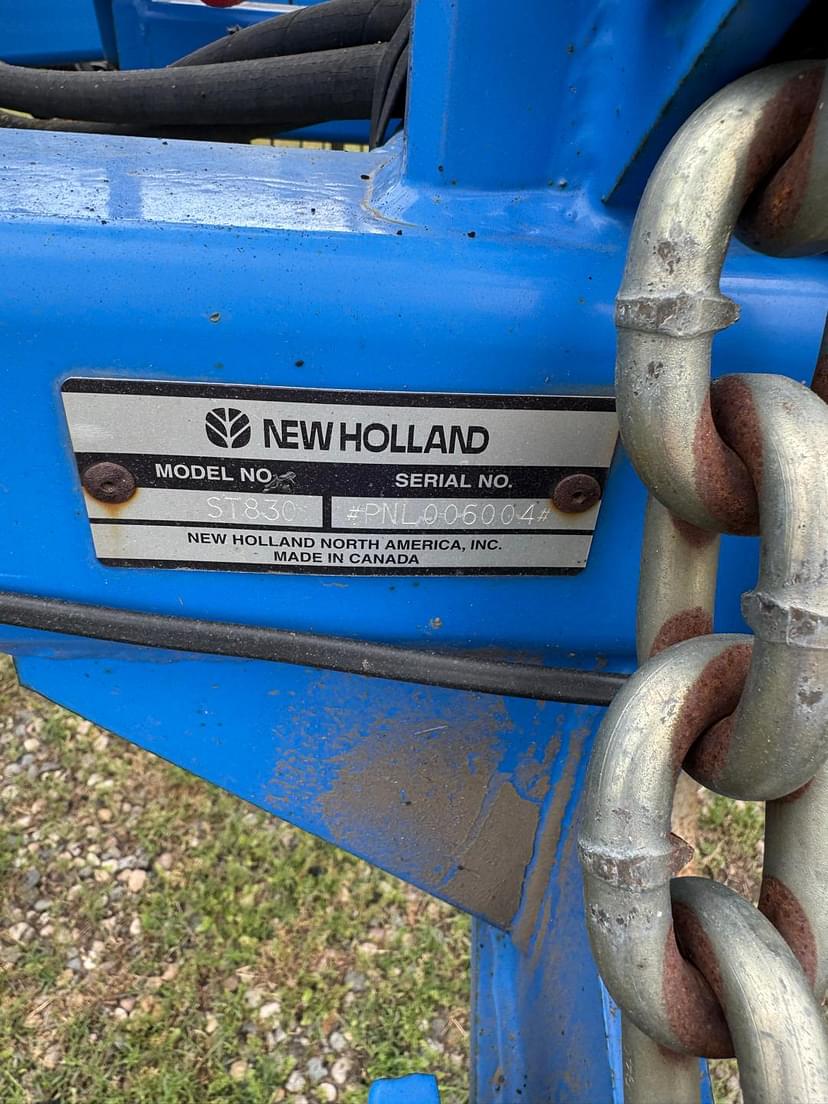 NEW HOLLAND
MODEL NO. SERIAL NO.
ST830 #PNL006004#
NEW HOLLAND NORTH AMERICA, INC.
MADE IN CANADA